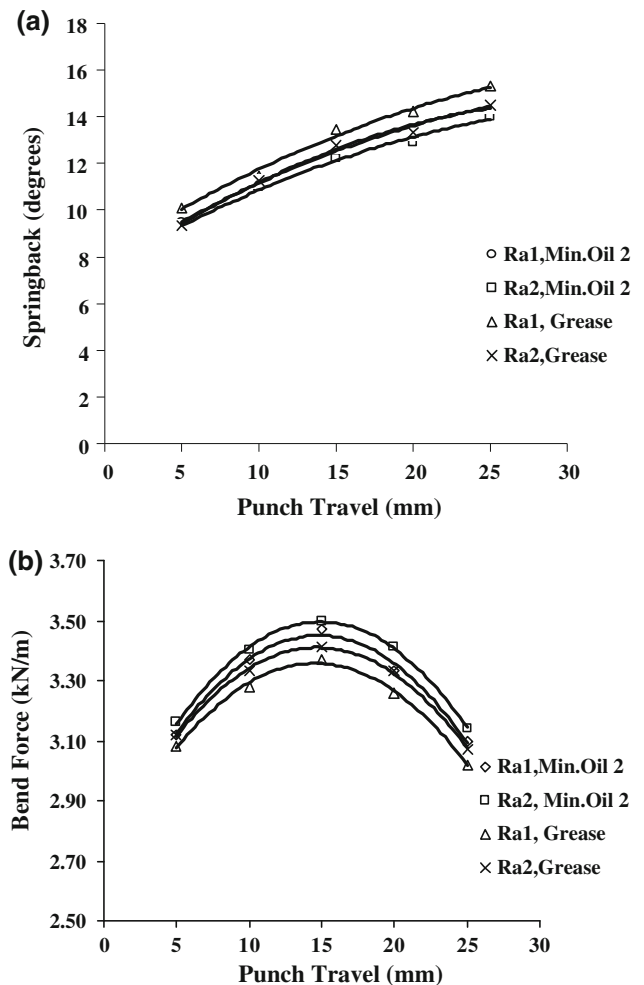 (a)
18
16
14
12
10
8
6
4
2
0
Springback (degrees)
0 5 10 15 20 25 30
Punch Travel (mm)
Ra1,Min.Oil 2
Ra2,Min.Oil 2
Ra1, Grease
Ra2,Grease
(b)
3.70
3.50
3.30
3.10
2.90
2.70
2.50
Bend Force (kN/m)
0 5 10 15 20 25 30
Punch Travel (mm)
Ra1,Min.Oil 2
Ra2, Min.Oil 2
Ra1, Grease
Ra2,Grease